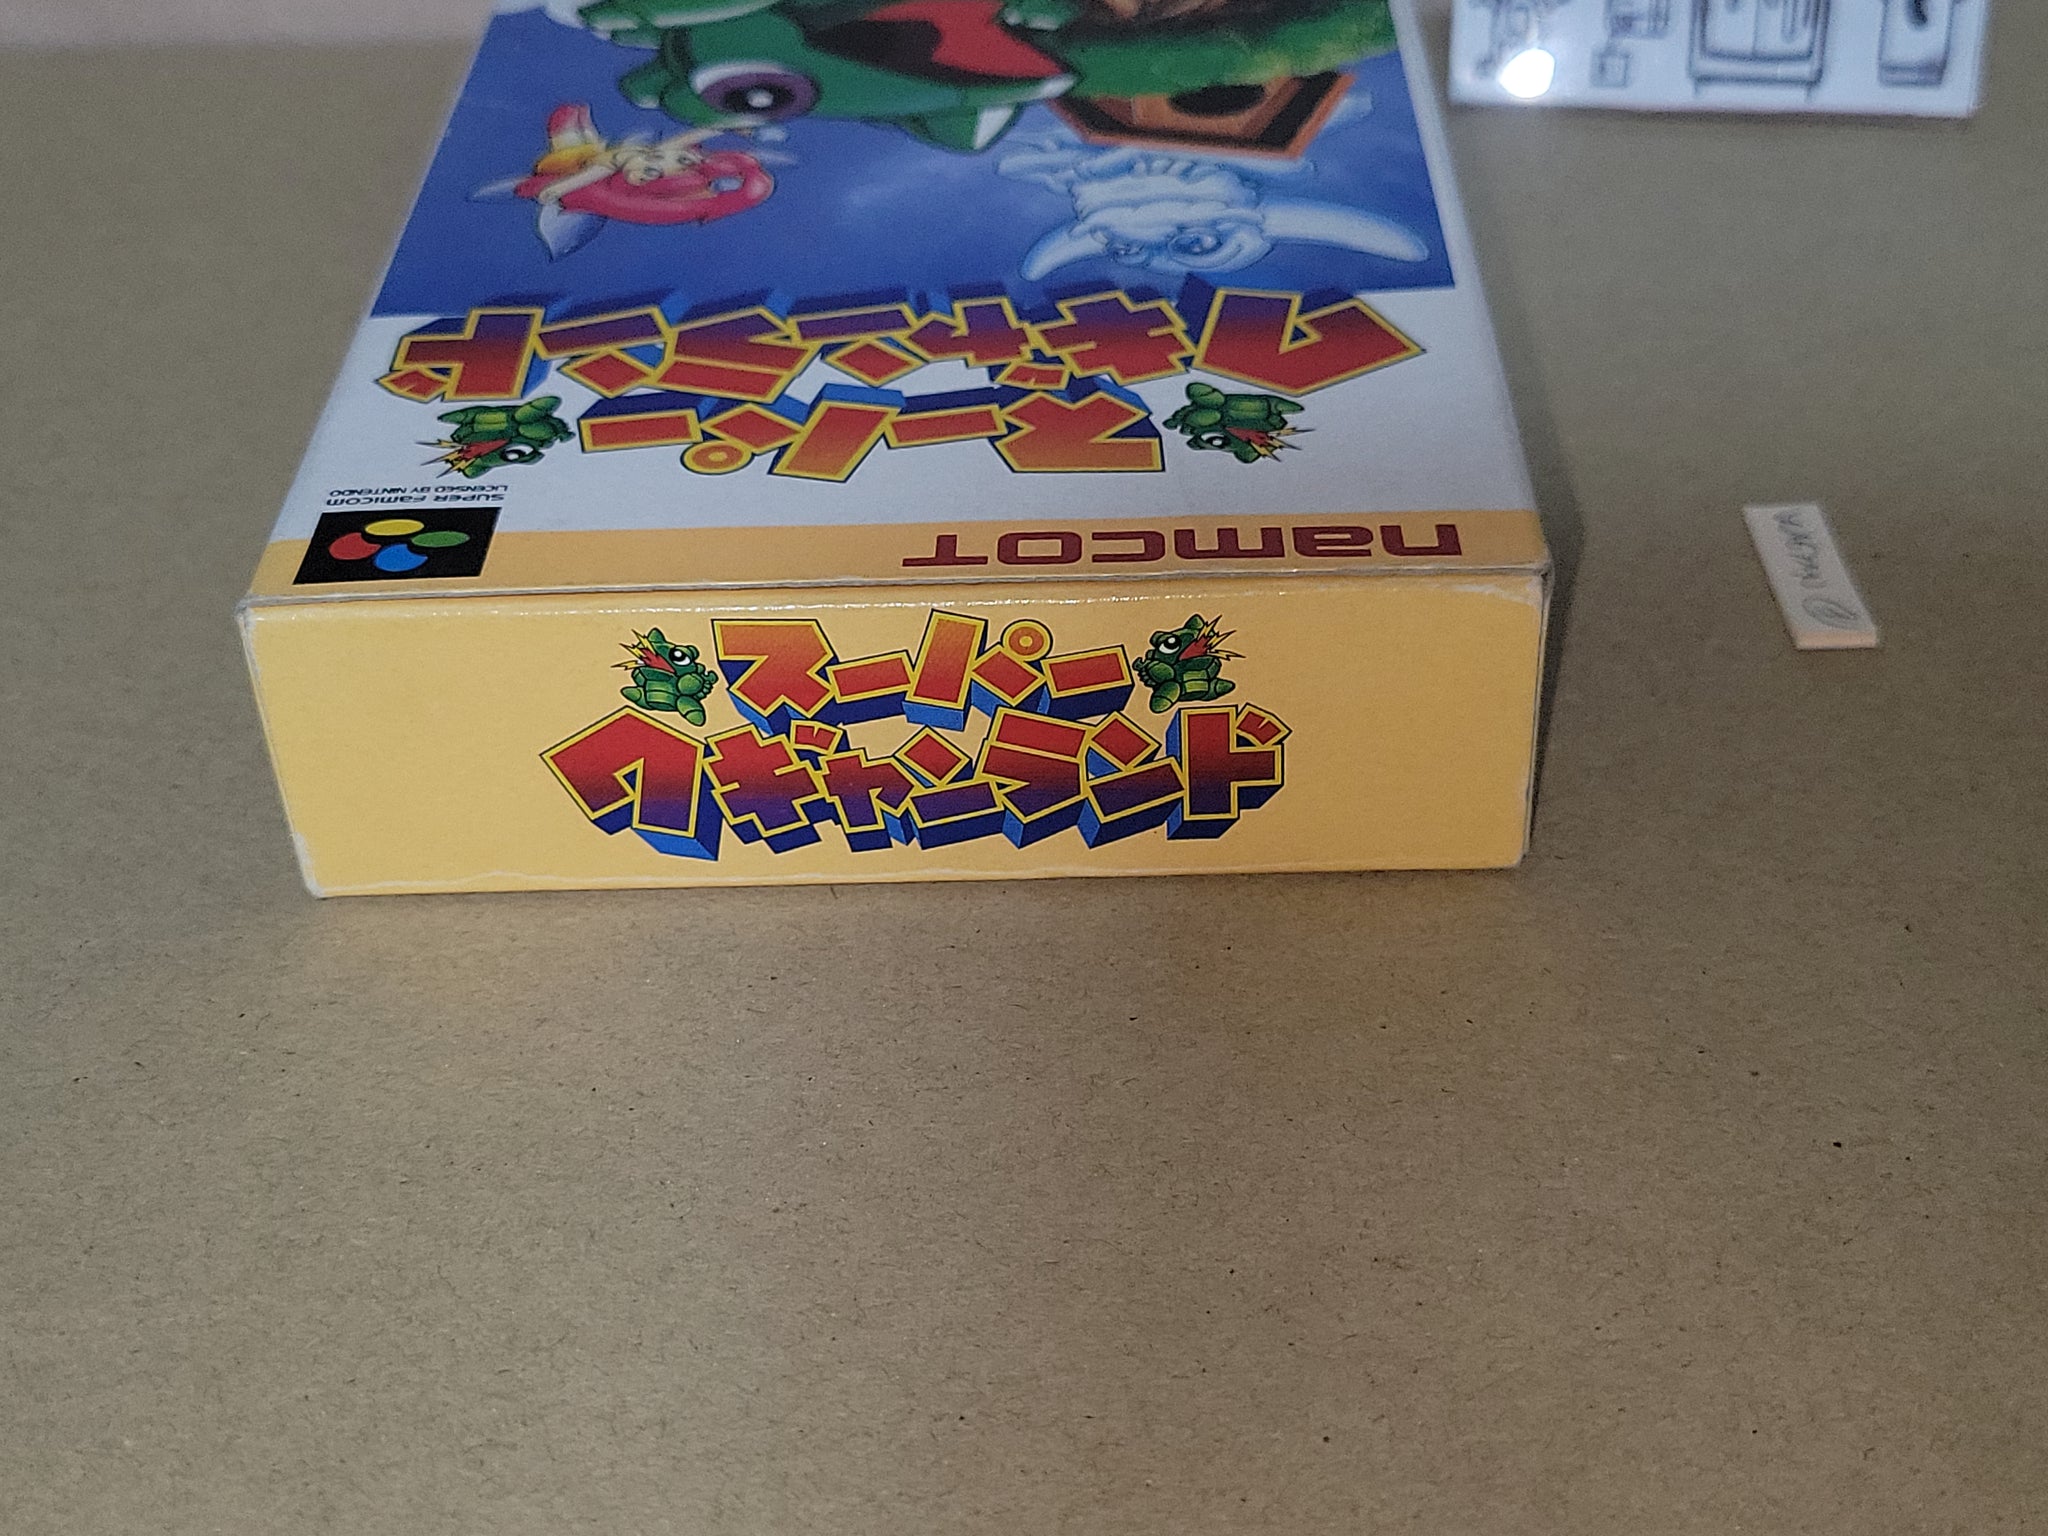 スーパー
ワギャンランド
namcoT
SUPER FAMICOM
LICENSED BY NINTENDO
スーパー
ワギャンランド